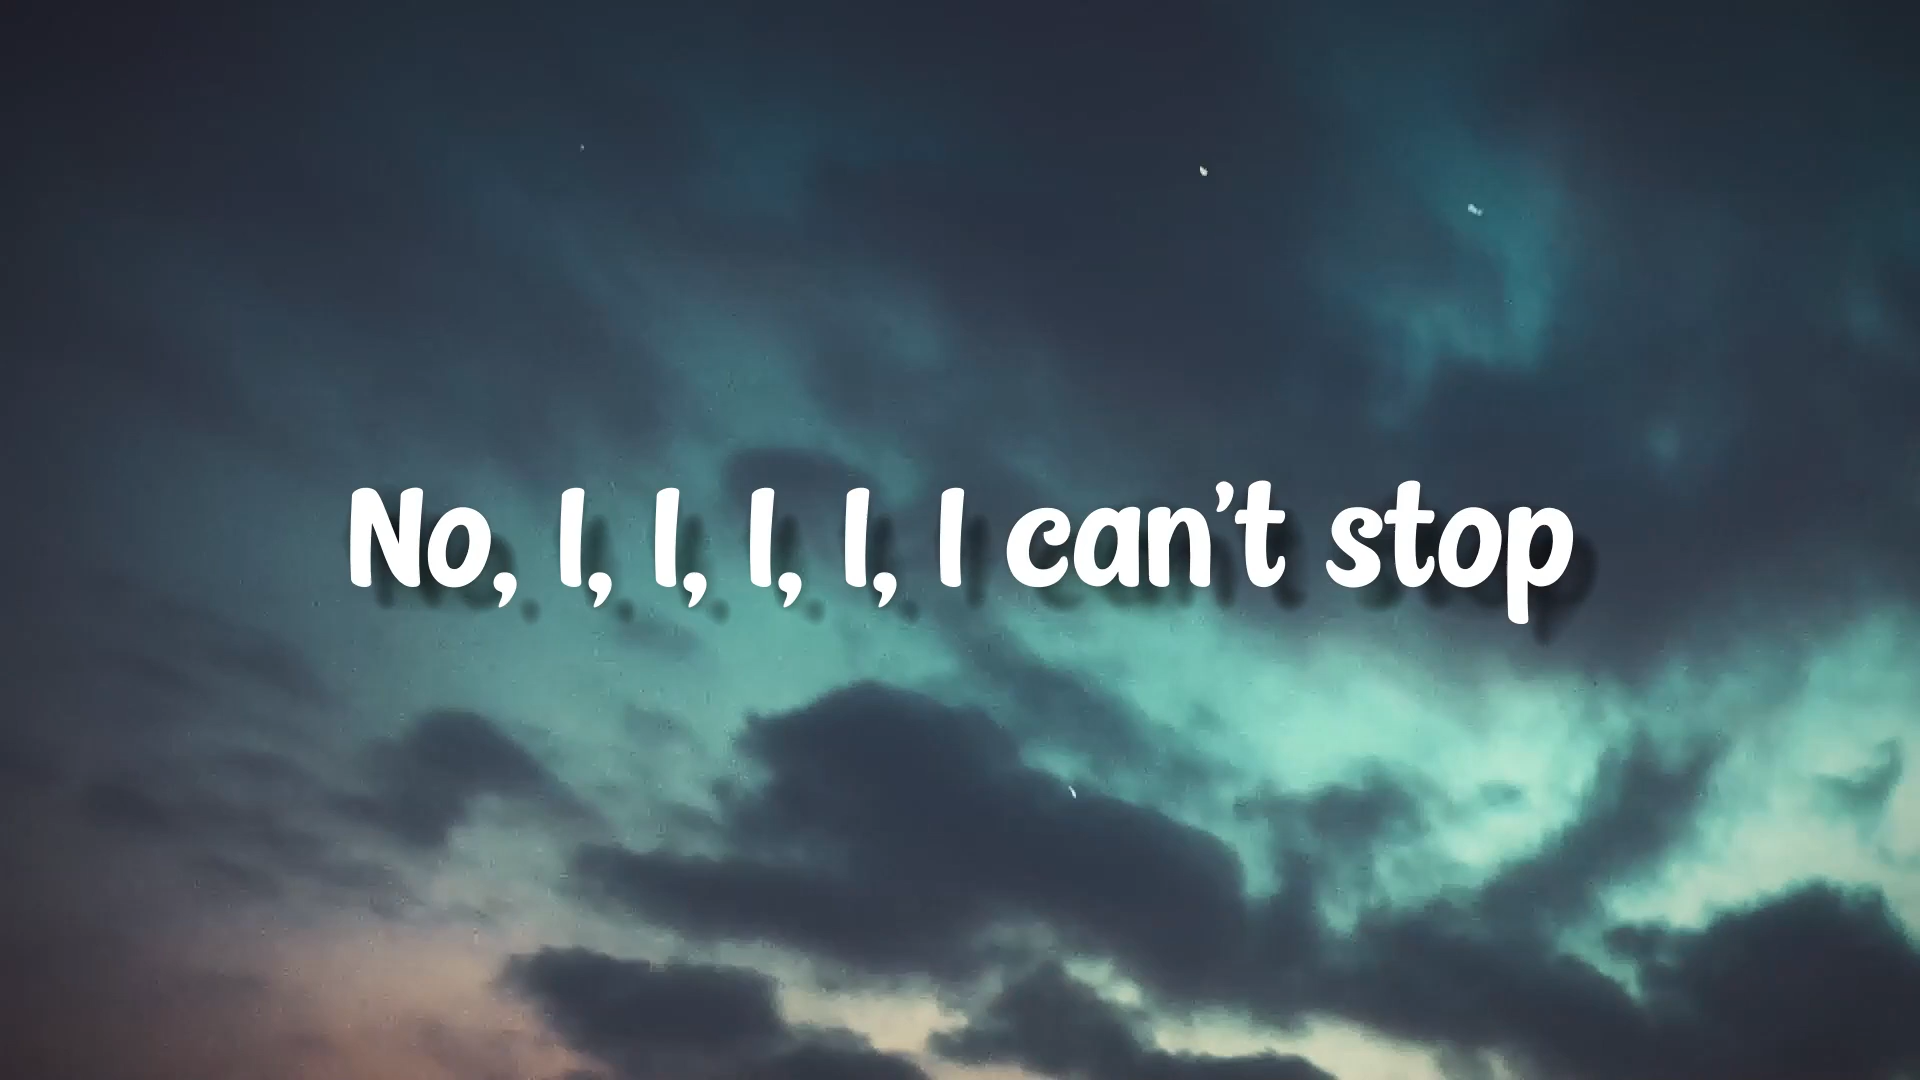 No, I, I, I, I, I can't stop